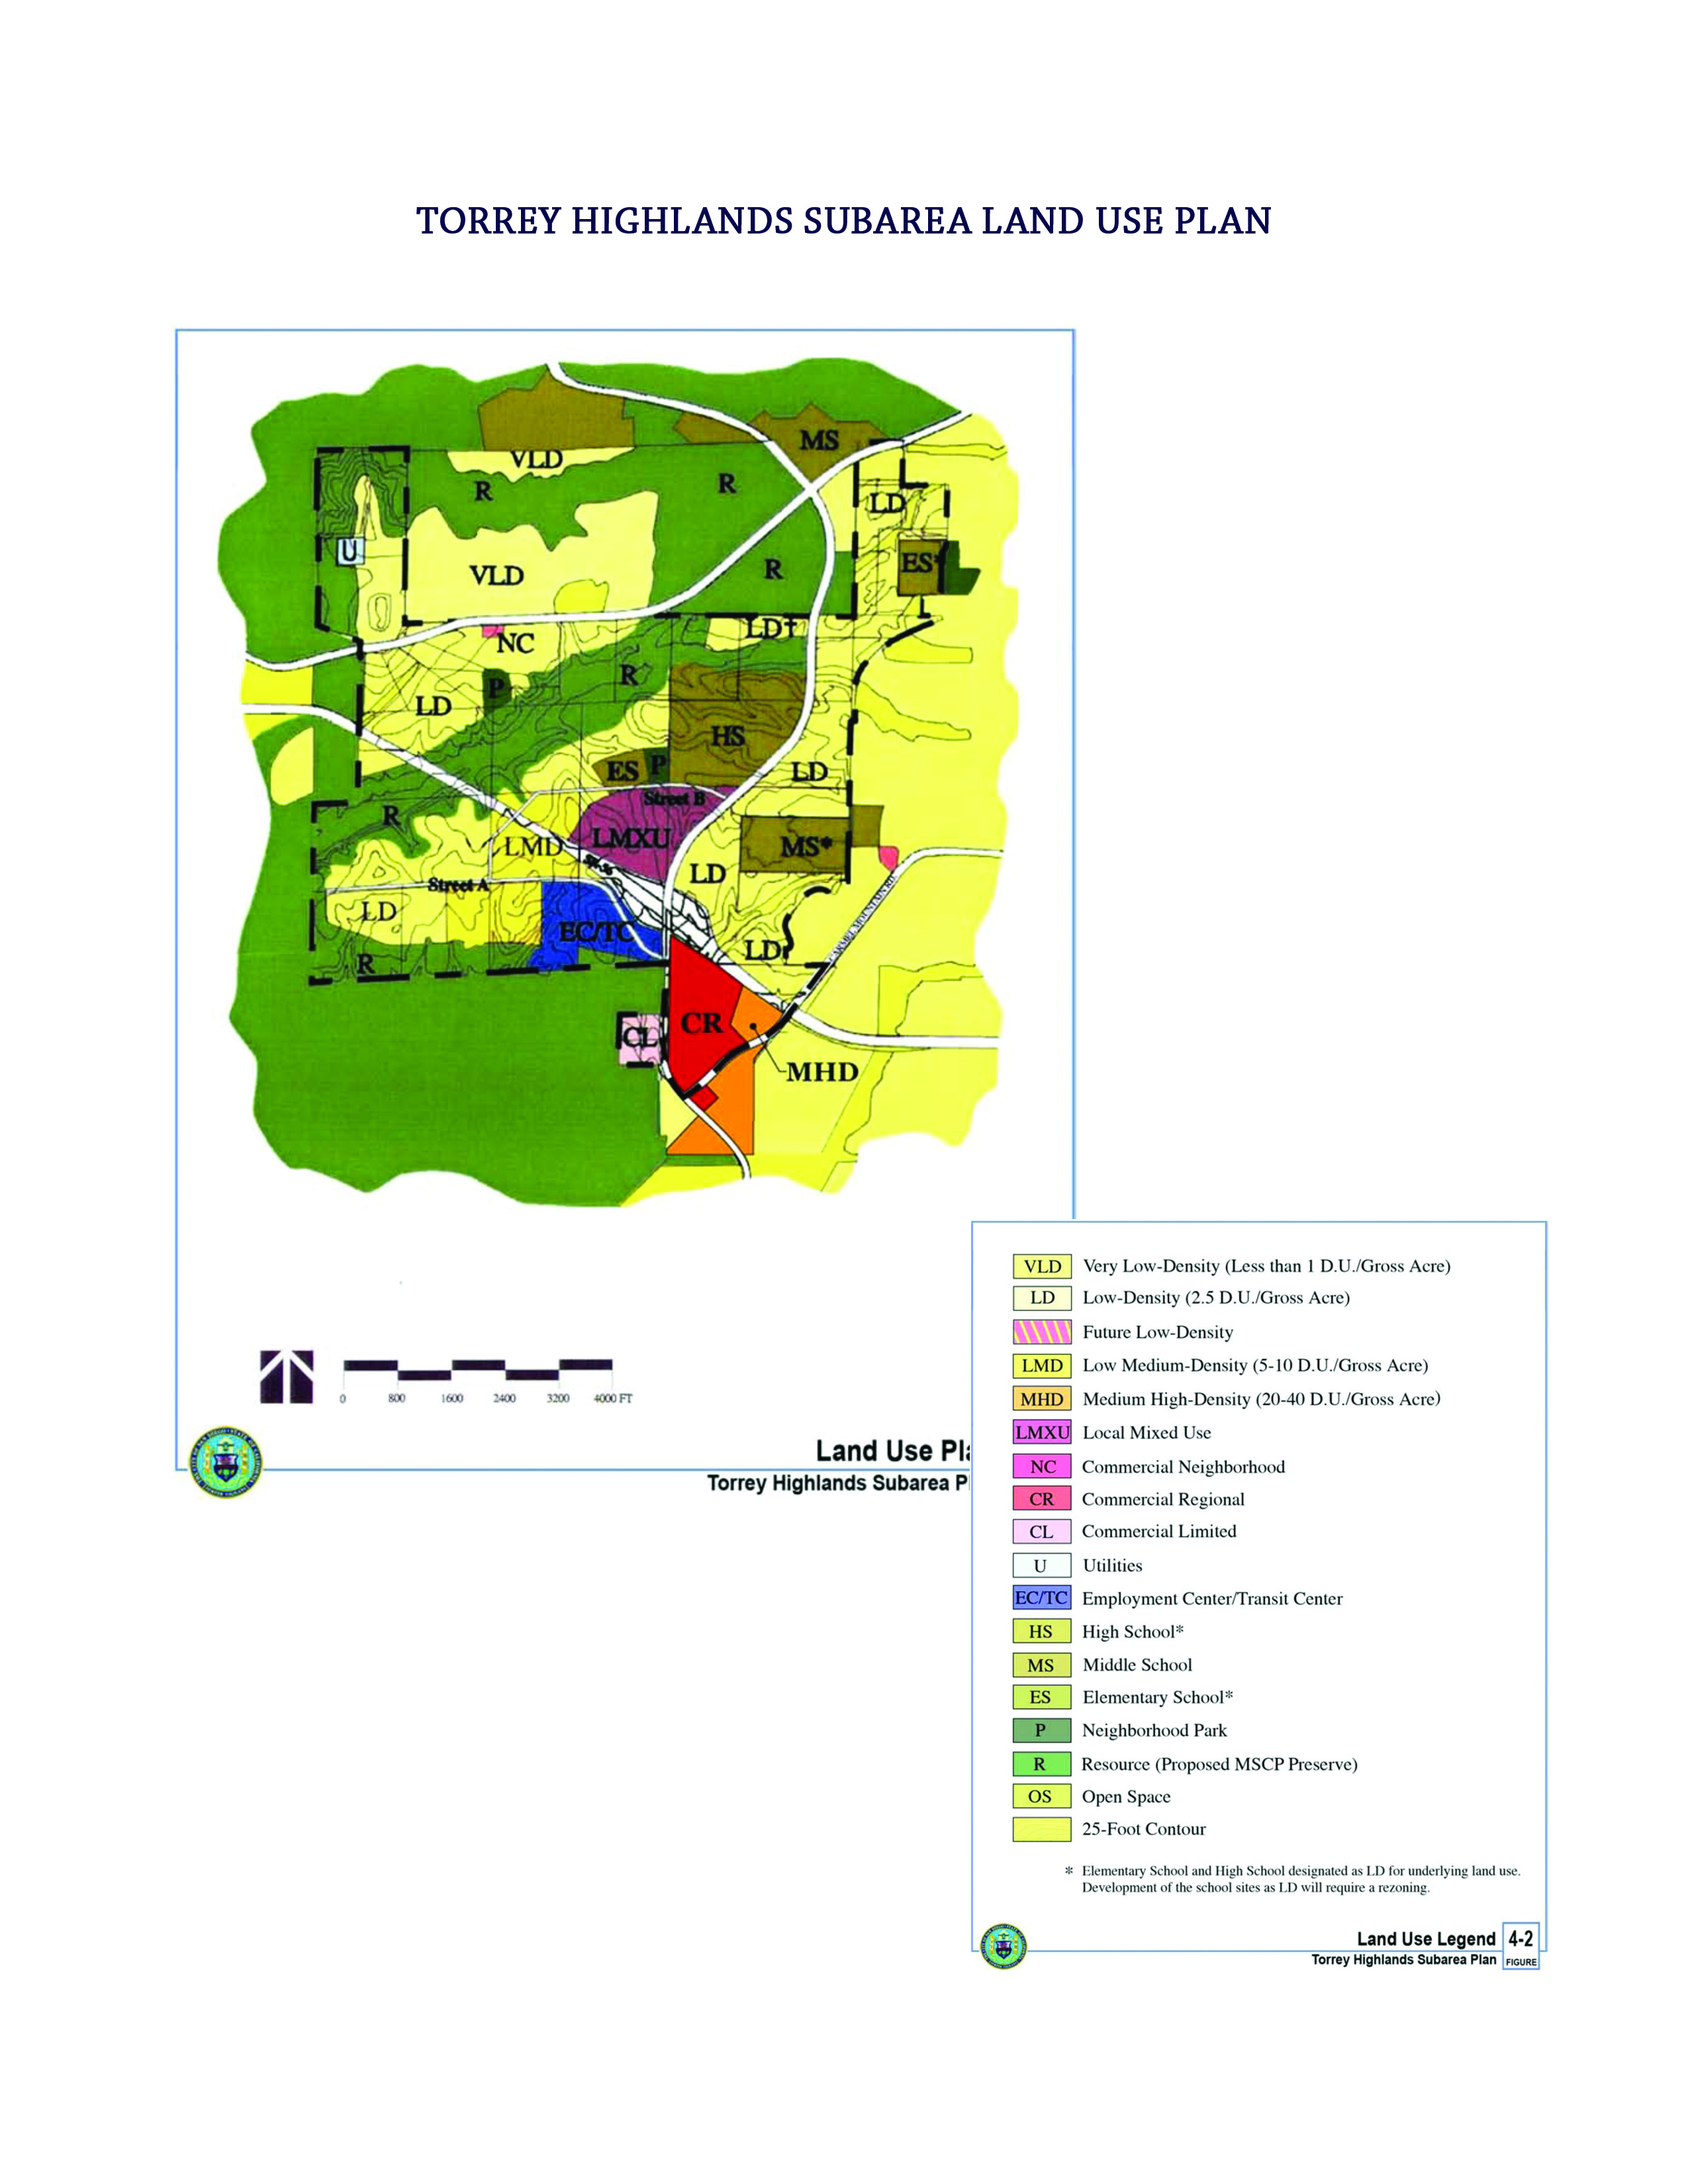 TORREY HIGHLANDS SUBAREA LAND USE PLAN
MS
VLD
R
R
LD
U
ES*
VLD
R
NC
LD†
R
P
LD
HS
ES
P
LD
Street B
R
LMD
LMXU
MS*
LD
Street A
CARMEL MOUNTAIN RD.
LD
EC/TC
LD
R
CR
CL
MHD
0 800 1600 2400 3200 4000 FT
Land Use Pla
Torrey Highlands Subarea P
VLD Very Low-Density (Less than 1 D.U./Gross Acre)
LD Low-Density (2.5 D.U./Gross Acre)
Future Low-Density
LMD Low Medium-Density (5-10 D.U./Gross Acre)
MHD Medium High-Density (20-40 D.U./Gross Acre)
LMXU Local Mixed Use
NC Commercial Neighborhood
CR Commercial Regional
CL Commercial Limited
U Utilities
EC/TC Employment Center/Transit Center
HS High School*
MS Middle School
ES Elementary School*
P Neighborhood Park
R Resource (Proposed MSCP Preserve)
OS Open Space
25-Foot Contour
* Elementary School and High School designated as LD for underlying land use.
Development of the school sites as LD will require a rezoning.
Land Use Legend
Torrey Highlands Subarea Plan
4-2
FIGURE